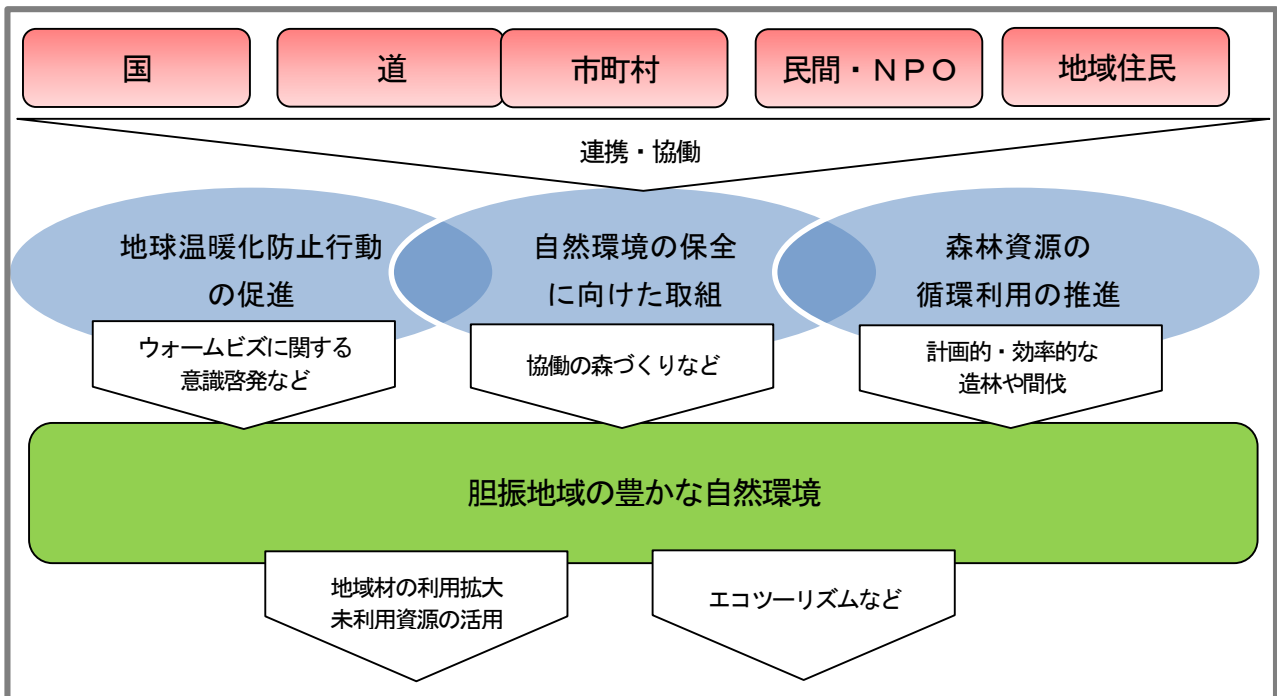 国
道
市町村
民間・ＮＰＯ
地域住民
連携・協働
地球温暖化防止行動
の促進
自然環境の保全
に向けた取組
森林資源の
循環利用の推進
ウォームビズに関する
意識啓発など
協働の森づくりなど
計画的・効率的な
造林や間伐
胆振地域の豊かな自然環境
地域材の利用拡大
未利用資源の活用
エコツーリズムなど